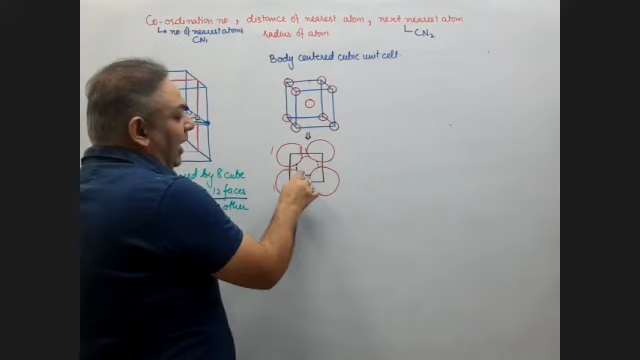 Co-ordination no., distance of nearest atom, next nearest atom
↳ no. of nearest atoms
CN₁
radius of atom
↳ CN₂
Body centered cubic unit cell
by 8 cube
12 faces
other